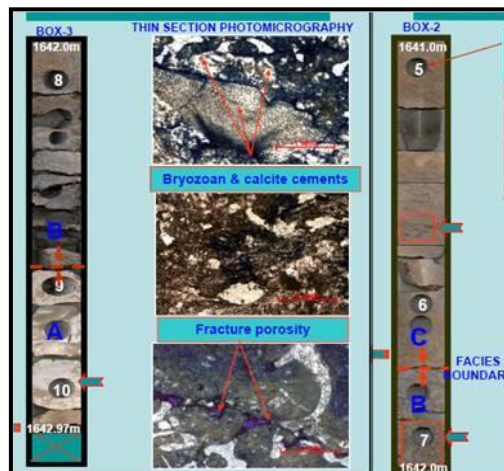 BOX-3
1642.0m
8
B
9
A
10
1642.97m
THIN SECTION PHOTOMICROGRAPHY
Bryozoan & calcite cements
Fracture porosity
BOX-2
1641.0m
5
6
C
FACIES
BOUNDAR
B
7
1642.0m